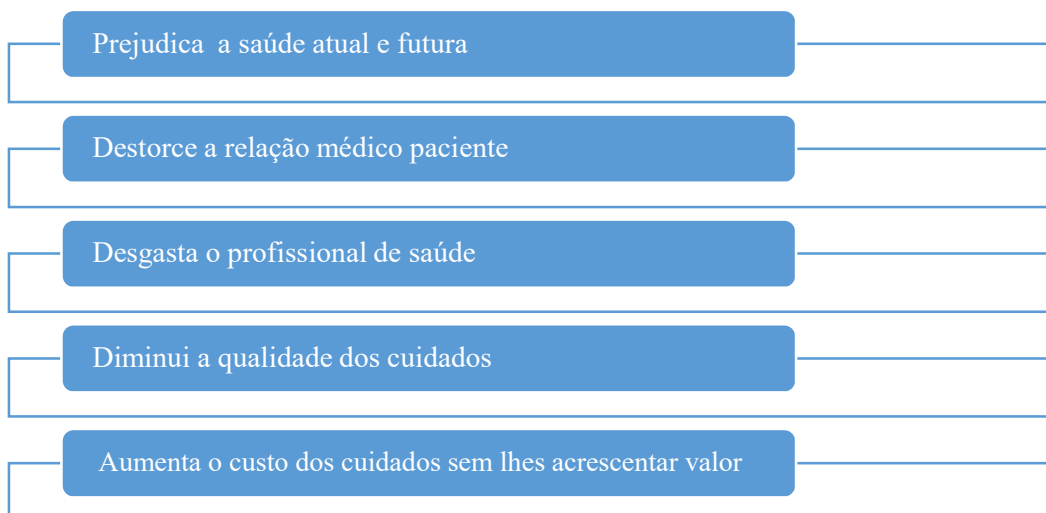 Prejudica  a saúde atual e futura
Destorce a relação médico paciente
Desgasta o profissional de saúde
Diminui a qualidade dos cuidados
Aumenta o custo dos cuidados sem lhes acrescentar valor